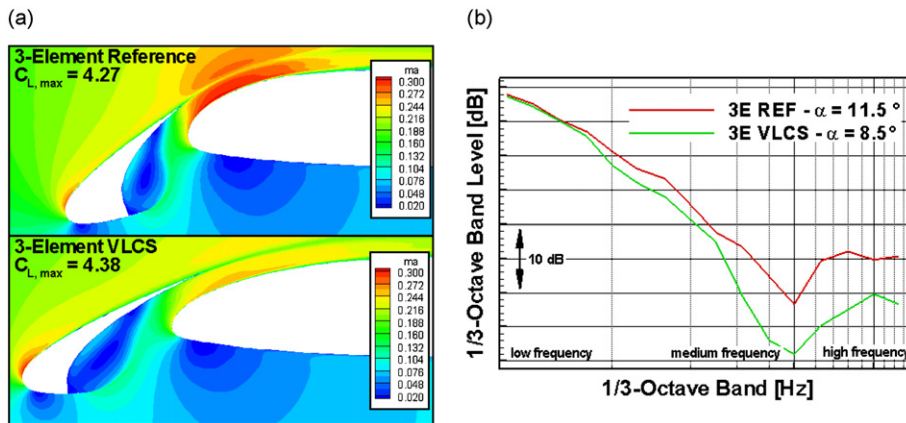 (a)
3-Element Reference
C L, max = 4.27
ma
0.300
0.272
0.244
0.216
0.188
0.160
0.132
0.104
0.076
0.048
0.020
3-Element VLCS
C L, max = 4.38
ma
0.300
0.272
0.244
0.216
0.188
0.160
0.132
0.104
0.076
0.048
0.020
(b)
1/3-Octave Band Level [dB]
3E REF - α = 11.5 °
3E VLCS - α = 8.5°
10 dB
low frequency
medium frequency
high frequency
1/3-Octave Band [Hz]